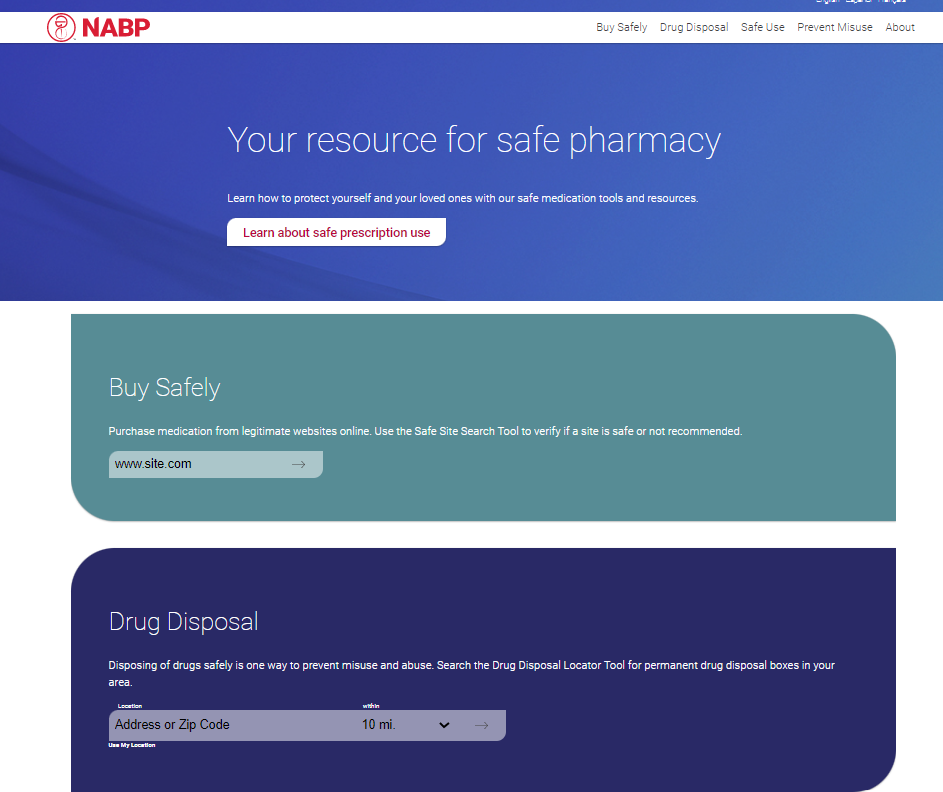 NABP
Buy Safely Drug Disposal Safe Use Prevent Misuse About
Your resource for safe pharmacy
Learn how to protect yourself and your loved ones with our safe medication tools and resources.
Learn about safe prescription use
Buy Safely
Purchase medication from legitimate websites online. Use the Safe Site Search Tool to verify if a site is safe or not recommended.
www.site.com
Drug Disposal
Disposing of drugs safely is one way to prevent misuse and abuse. Search the Drug Disposal Locator Tool for permanent drug disposal boxes in your
area.
Location within
Address or Zip Code 10 mi.
Use My Location